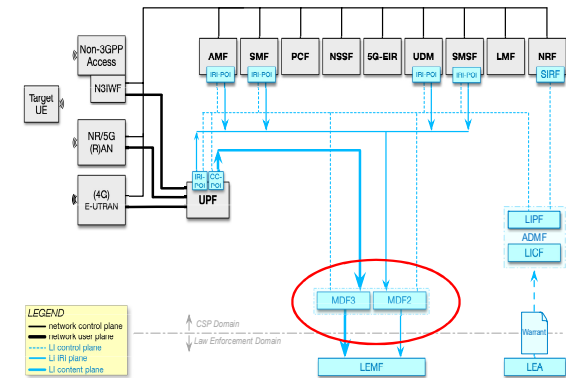 Non-3GPP
Access
N3IWF
Target
UE
NR/5G
(R)AN
(4G)
E-UTRAN
AMF
IRI-POI
SMF
IRI-POI
PCF
NSSF
5G-EIR
UDM
IRI-POI
SMSF
IRI-POI
LMF
NRF
SIRF
IRI-
POI
CC-
POI
UPF
LIPF
ADMF
LICF
MDF3
MDF2
Warrant
LEMF
LEA
CSP Domain
Law Enforcement Domain
LEGEND
network control plane
network user plane
LI control plane
LI IRI plane
LI content plane